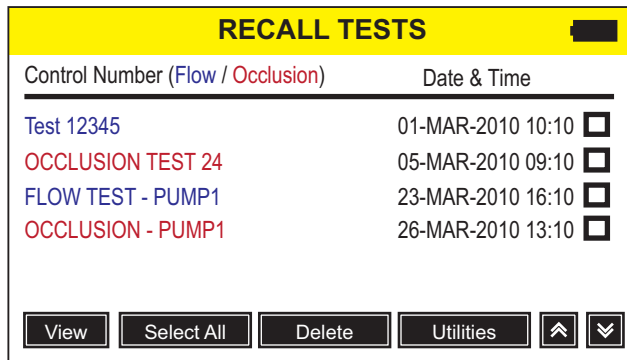 RECALL TESTS
Control Number (Flow / Occlusion) Date & Time
Test 12345 01-MAR-2010 10:10
OCCLUSION TEST 24 05-MAR-2010 09:10
FLOW TEST - PUMP1 23-MAR-2010 16:10
OCCLUSION - PUMP1 26-MAR-2010 13:10
View Select All Delete Utilities